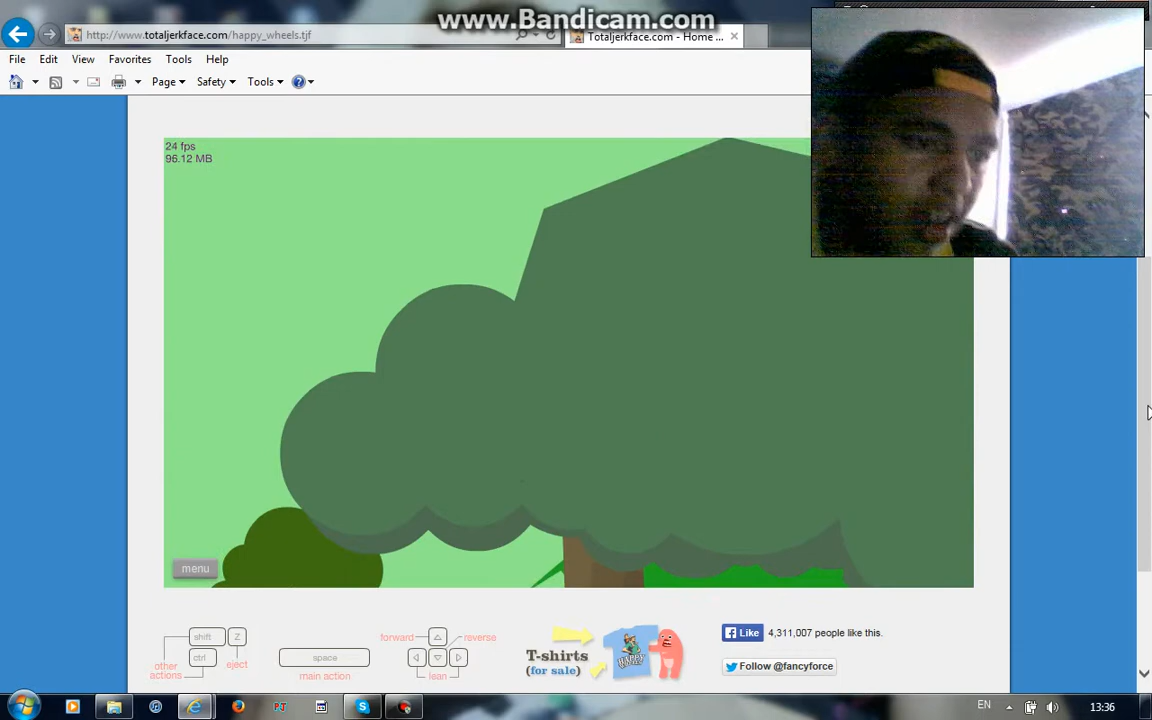 www.Bandicam.com
http://www.totaljerkface.com/happy_wheels.tjf
Totaljerkface.com - Home ...
File Edit View Favorites Tools Help
Page Safety Tools
24 fps
96.12 MB
menu
shift Z
ctrl
other actions
eject
space
main action
forward
reverse
lean
T-shirts
(for sale)
HAPPY
Like 4,311,007 people like this.
Follow @fancyforce
EN 13:36